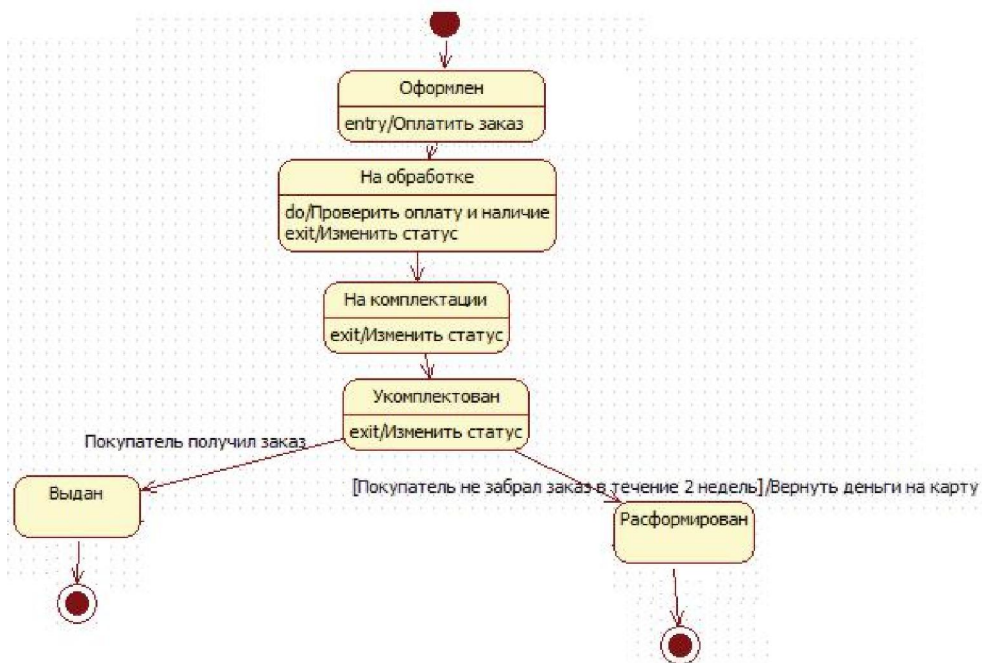 Оформлен
entry/Оплатить заказ
На обработке
do/Проверить оплату и наличие
exit/Изменить статус
На комплектации
exit/Изменить статус
Укомплектован
exit/Изменить статус
Покупатель получил заказ
[Покупатель не забрал заказ в течение 2 недель]/Вернуть деньги на карту
Выдан
Расформирован